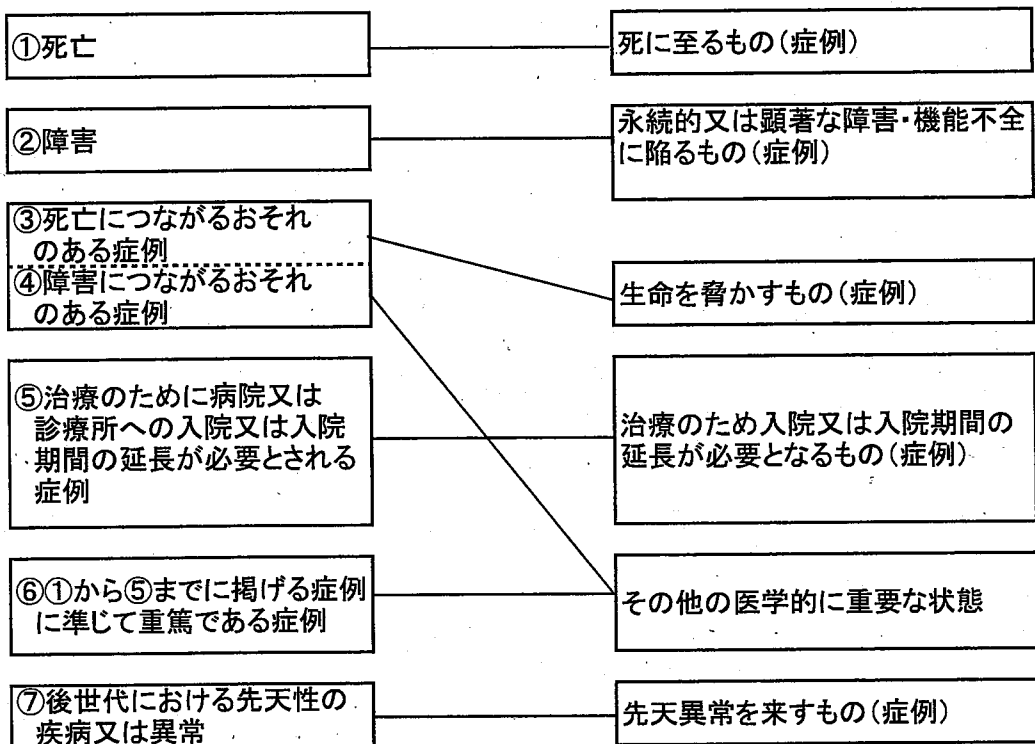 ①死亡
死に至るもの(症例)
②障害
永続的又は顕著な障害・機能不全
に陥るもの(症例)
③死亡につながるおそれ
のある症例
④障害につながるおそれ
のある症例
生命を脅かすもの(症例)
⑤治療のために病院又は
診療所への入院又は入院
期間の延長が必要とされる
症例
治療のため入院又は入院期間の
延長が必要となるもの(症例)
⑥①から⑤までに掲げる症例
に準じて重篤である症例
その他の医学的に重要な状態
⑦後世代における先天性の
疾病又は異常
先天異常を来すもの(症例)